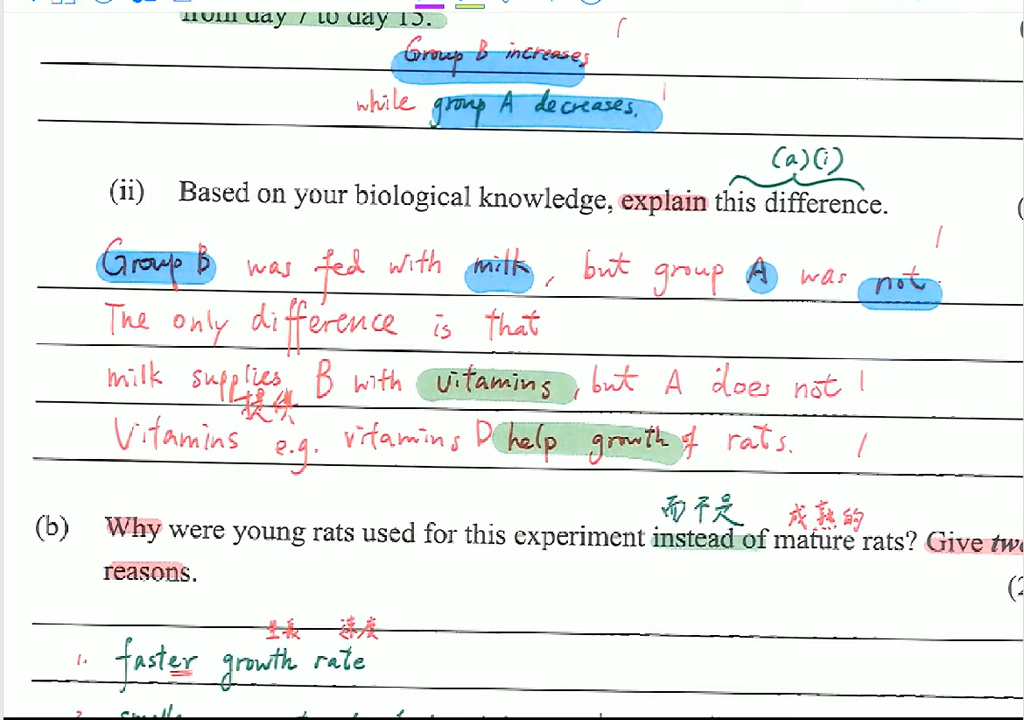 from day 7 to day 15.
Group B increases
while group A decreases.
(a)(i)
(ii) Based on your biological knowledge, explain this difference.
Group B was fed with milk, but group A was not.
The only difference is that
milk supplies B with vitamins, but A does not
提供
Vitamins e.g. vitamins D help growth of rats.
而不是 成熟的
(b) Why were young rats used for this experiment instead of mature rats? Give
reasons.
生長 速度
1. faster growth rate